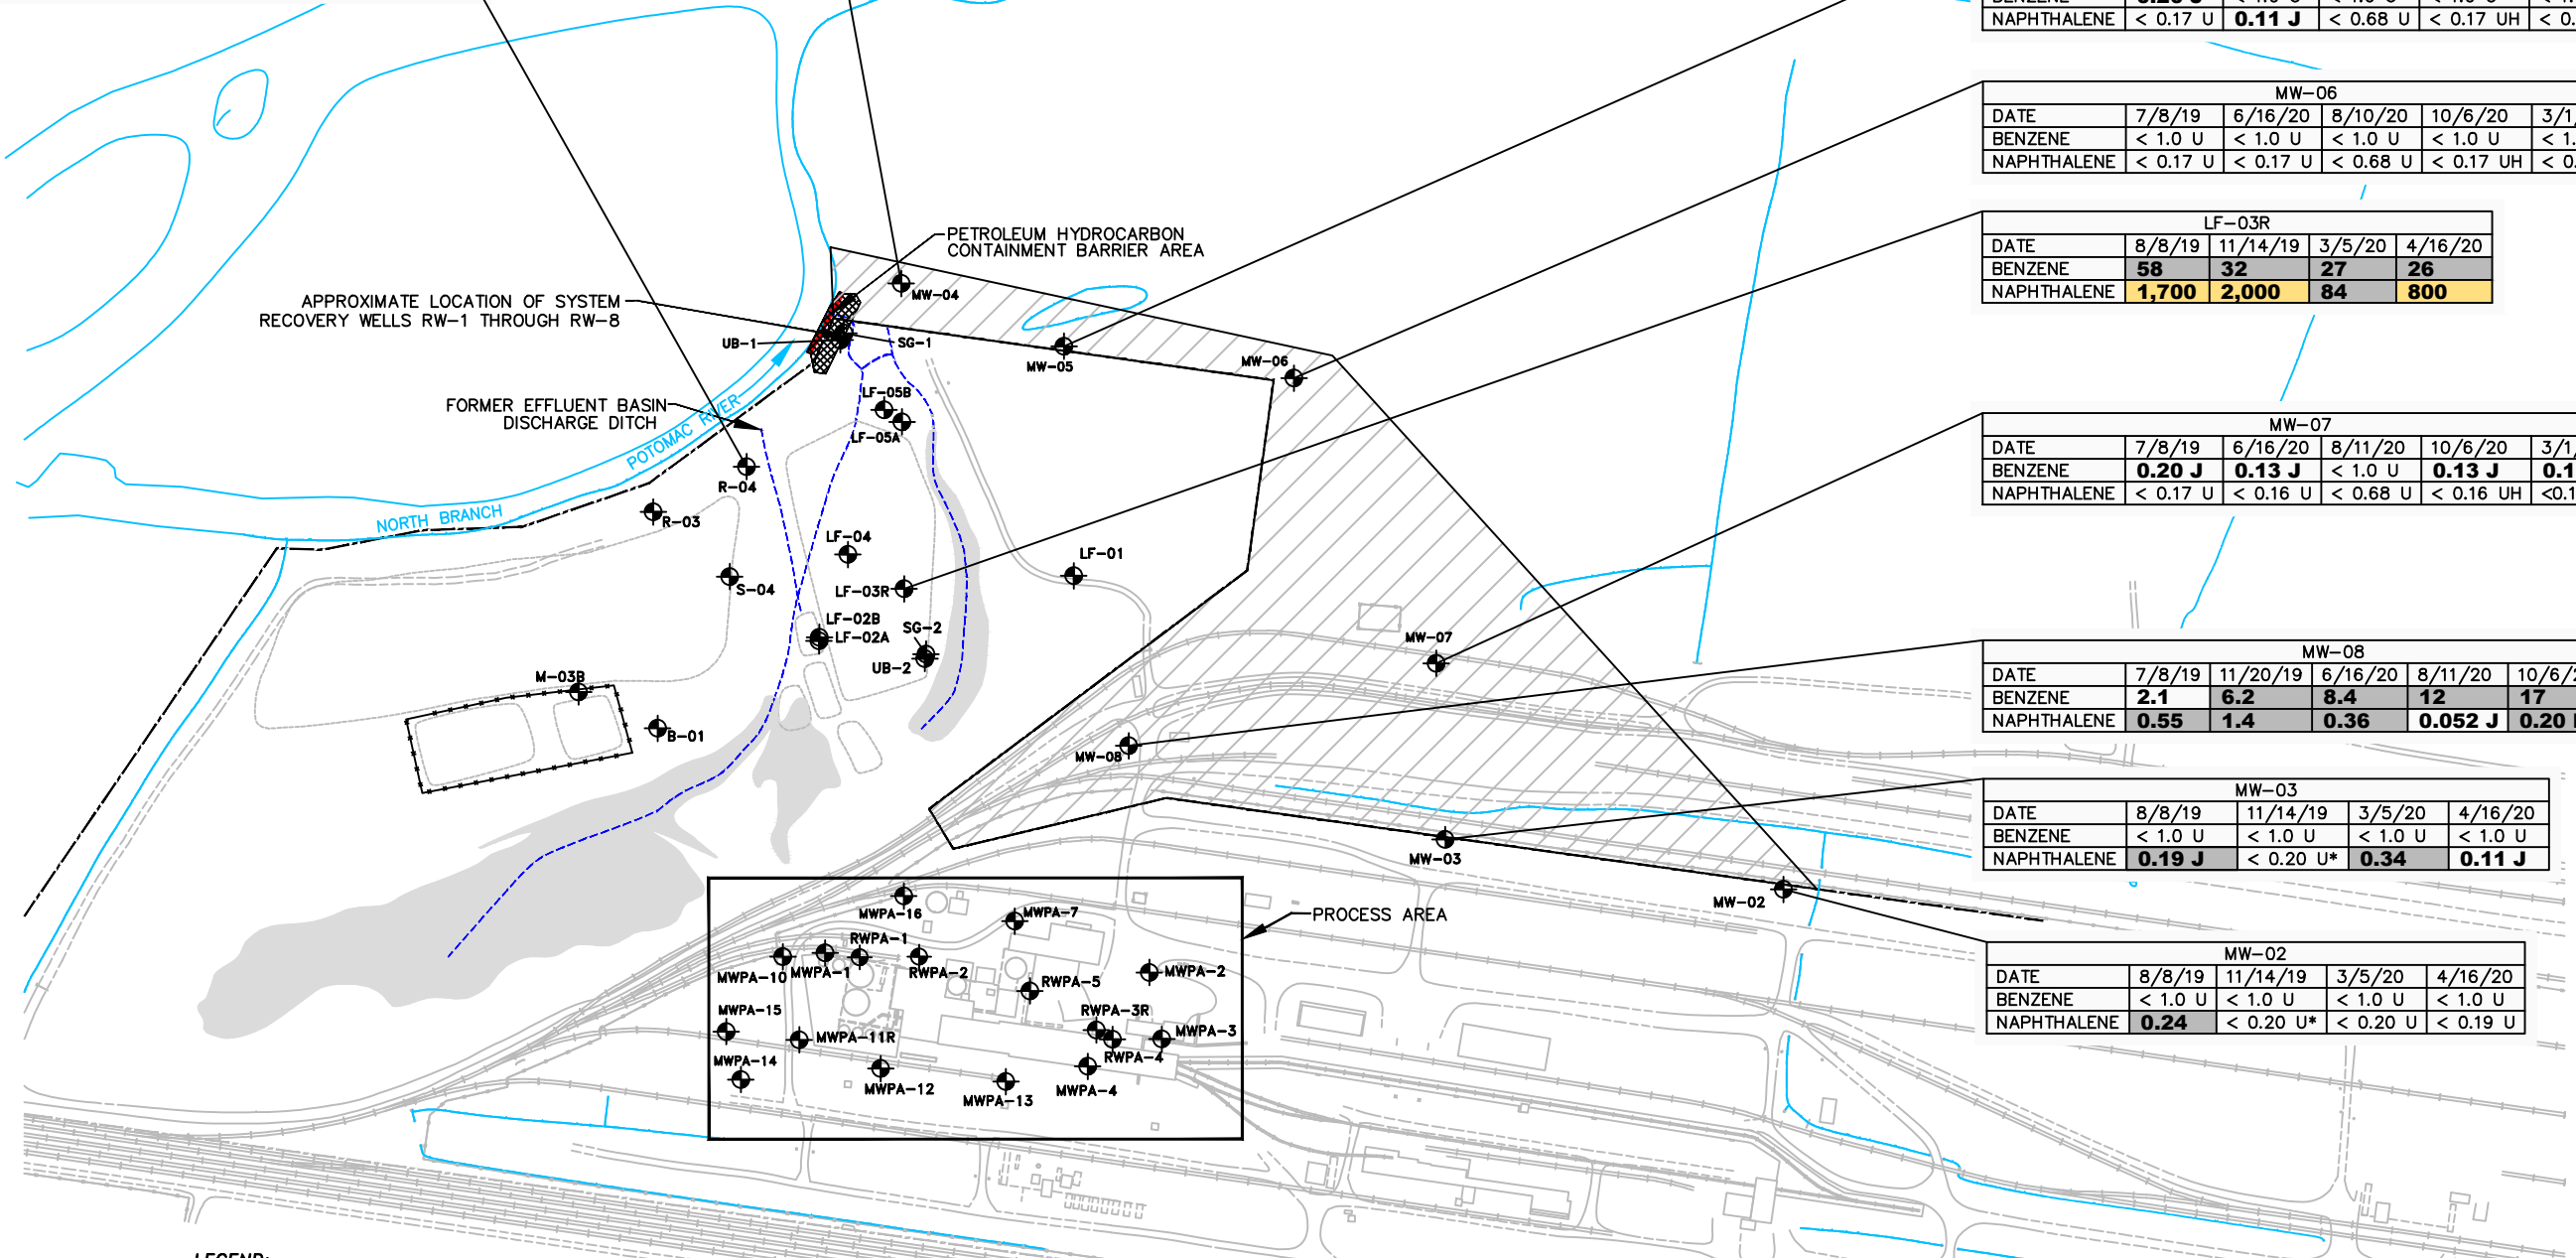 NAPHTHALENE < 0.17 U 0.11 J < 0.68 U < 0.17 UH < 0.
MW-06
DATE 7/8/19 6/16/20 8/10/20 10/6/20 3/1/
BENZENE < 1.0 U < 1.0 U < 1.0 U < 1.0 U < 1.
NAPHTHALENE < 0.17 U < 0.17 U < 0.68 U < 0.17 UH < 0.
LF-03R
DATE 8/8/19 11/14/19 3/5/20 4/16/20
BENZENE 58 32 27 26
NAPHTHALENE 1,700 2,000 84 800
MW-07
DATE 7/8/19 6/16/20 8/11/20 10/6/20 3/1/
BENZENE 0.20 J 0.13 J < 1.0 U 0.13 J 0.1
NAPHTHALENE < 0.17 U < 0.16 U < 0.68 U < 0.16 UH <0.1
MW-08
DATE 7/8/19 11/20/19 6/16/20 8/11/20 10/6/2
BENZENE 2.1 6.2 8.4 12 17
NAPHTHALENE 0.55 1.4 0.36 0.052 J 0.20
MW-03
DATE 8/8/19 11/14/19 3/5/20 4/16/20
BENZENE < 1.0 U < 1.0 U < 1.0 U < 1.0 U
NAPHTHALENE 0.19 J < 0.20 U* 0.34 0.11 J
MW-02
DATE 8/8/19 11/14/19 3/5/20 4/16/20
BENZENE < 1.0 U < 1.0 U < 1.0 U < 1.0 U
NAPHTHALENE 0.24 < 0.20 U* < 0.20 U < 0.19 U
PETROLEUM HYDROCARBON
CONTAINMENT BARRIER AREA
MW-04
APPROXIMATE LOCATION OF SYSTEM
RECOVERY WELLS RW-1 THROUGH RW-8
UB-1
SG-1
MW-05
MW-06
FORMER EFFLUENT BASIN
DISCHARGE DITCH
LF-05B
LF-05A
POTOMAC RIVER
NORTH BRANCH
R-04
R-03
LF-04
LF-01
S-04
LF-03R
LF-02B
LF-02A
SG-2
UB-2
MW-07
M-03B
B-01
MW-08
MW-03
MW-02
PROCESS AREA
MWPA-16
MWPA-7
RWPA-1
MWPA-10
MWPA-1
RWPA-2
MWPA-2
RWPA-5
MWPA-15
RWPA-3R
MWPA-3
MWPA-11R
RWPA-4
MWPA-14
MWPA-12
MWPA-4
MWPA-13
LEGEND: